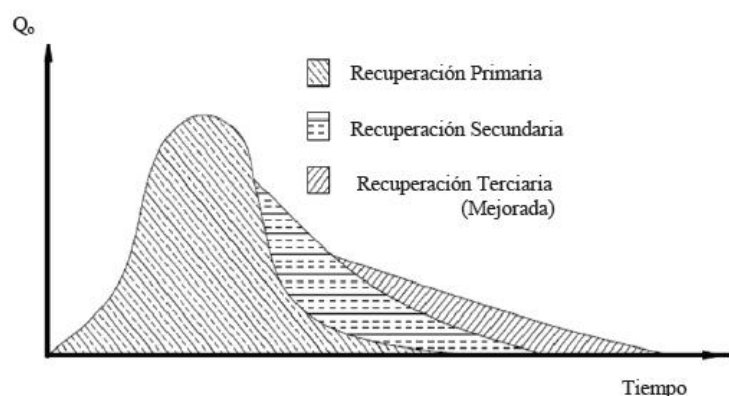 Qₒ
Recuperación Primaria
Recuperación Secundaria
Recuperación Terciaria
(Mejorada)
Tiempo